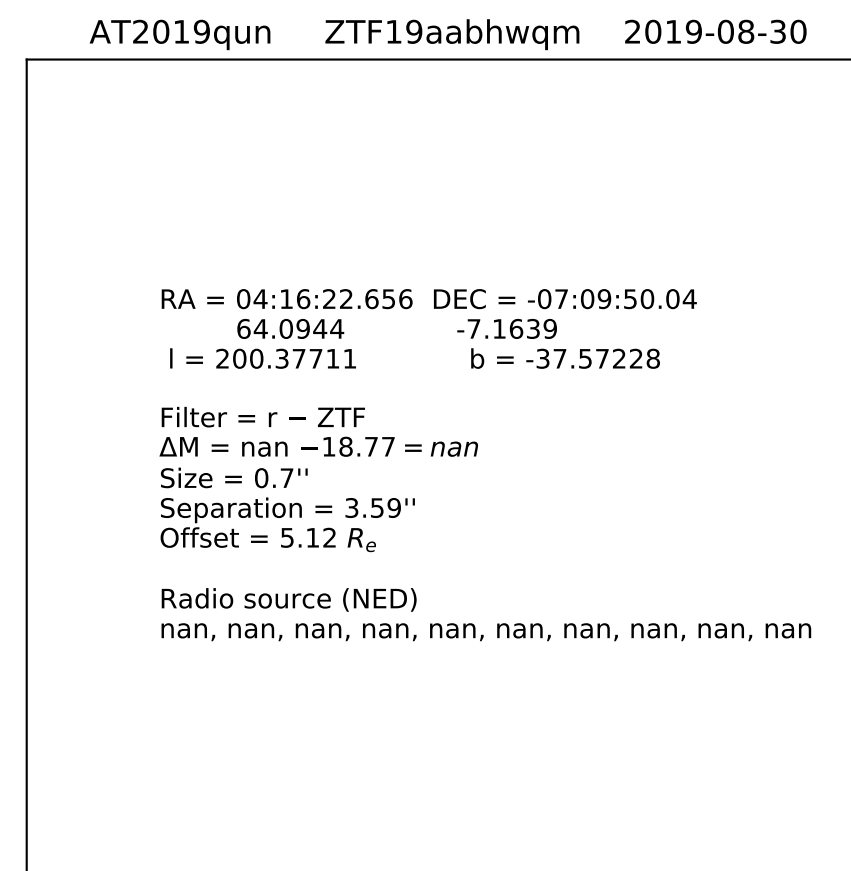 AT2019qun ZTF19aabhwqm 2019-08-30
RA = 04:16:22.656 DEC = -07:09:50.04
64.0944 -7.1639
l = 200.37711 b = -37.57228
Filter = r − ZTF
ΔM = nan −18.77 = nan
Size = 0.7''
Separation = 3.59''
Offset = 5.12 Re
Radio source (NED)
nan, nan, nan, nan, nan, nan, nan, nan, nan, nan